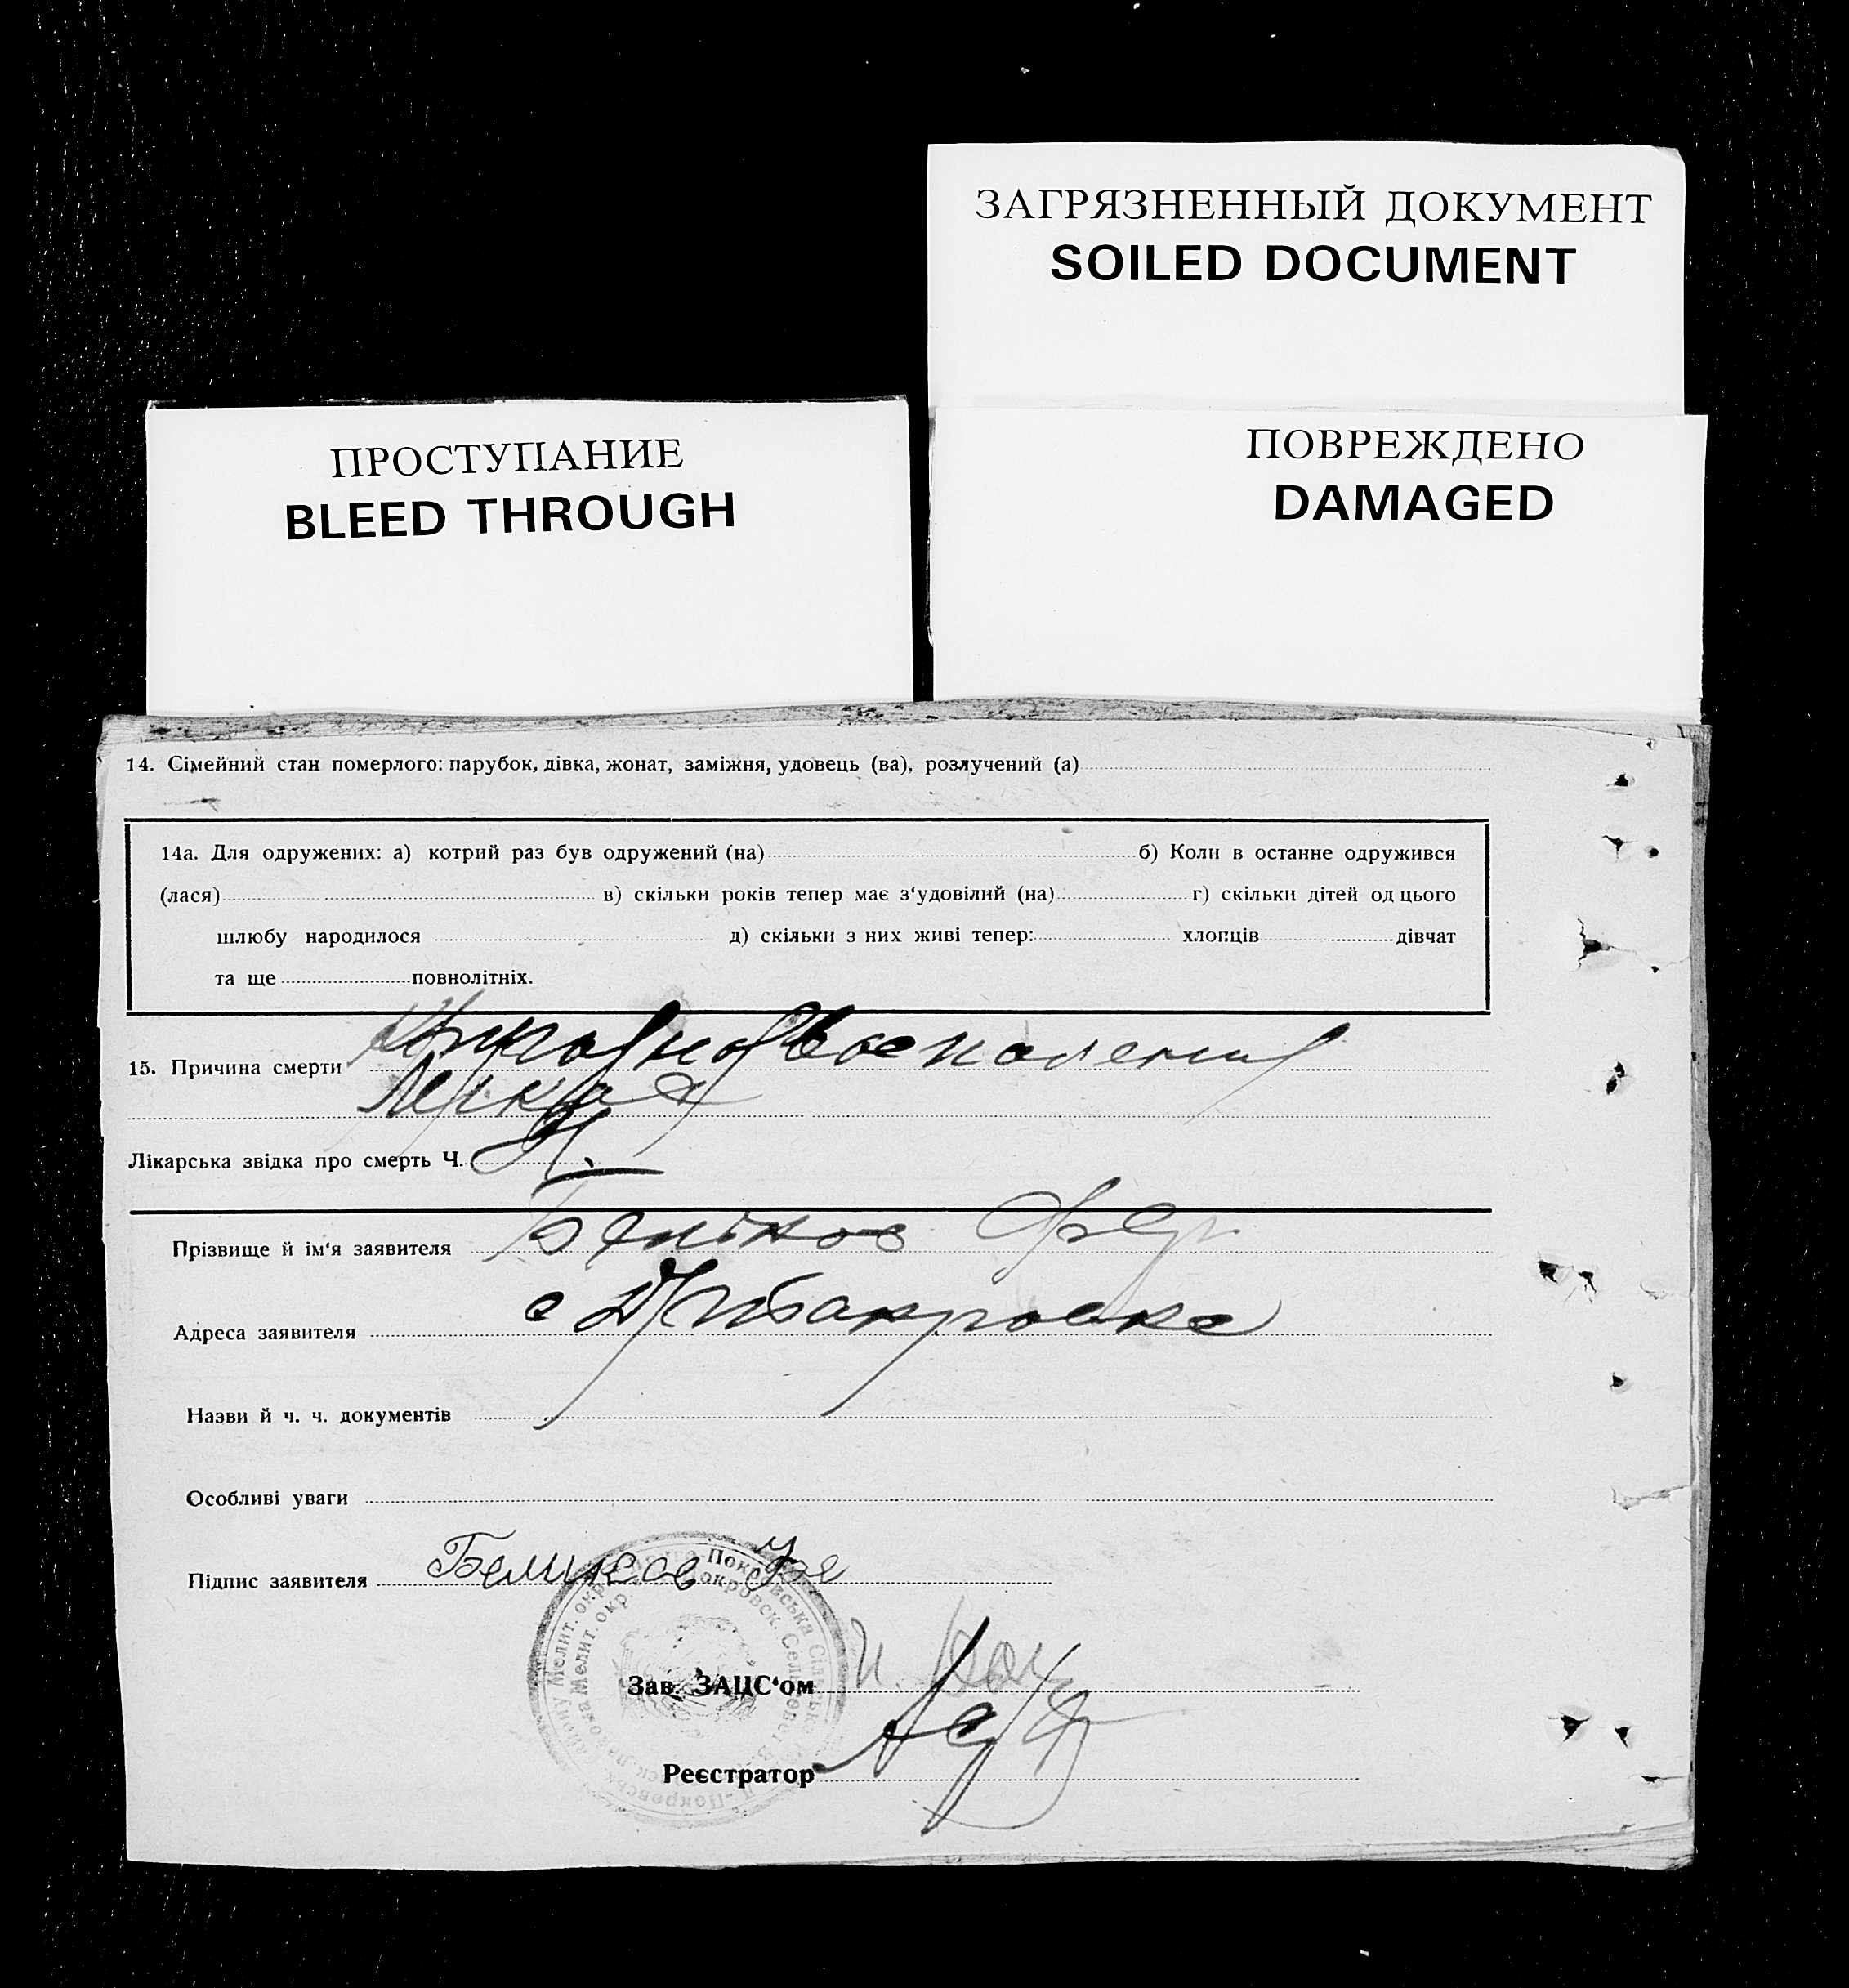 ЗАГРЯЗНЕННЫЙ ДОКУМЕНТ
SOILED DOCUMENT
ПРОСТУПАНИЕ
BLEED THROUGH
ПОВРЕЖДЕНО
DAMAGED
14. Сімейний стан померлого: парубок, дівка, жонат, заміжня, удовець (ва), розлучений (а)
14а. Для одружених: а) котрий раз був одружений (на) б) Коли в останнє одружився
(лася) в) скільки років тепер має з'удовілий (на) г) скільки дітей од цього
шлюбу народилося д) скільки з них живі тепер: хлопців дівчат
та ще повнолітніх.
15. Причина смерти
Лікарська звідка про смерть Ч.
Прізвище й ім'я заявителя Беліков
Адреса заявителя с
Назви й ч. ч. документів
Особливі уваги
Підпис заявителя Беликов
Зав. ЗАЦС'ом
Реєстратор